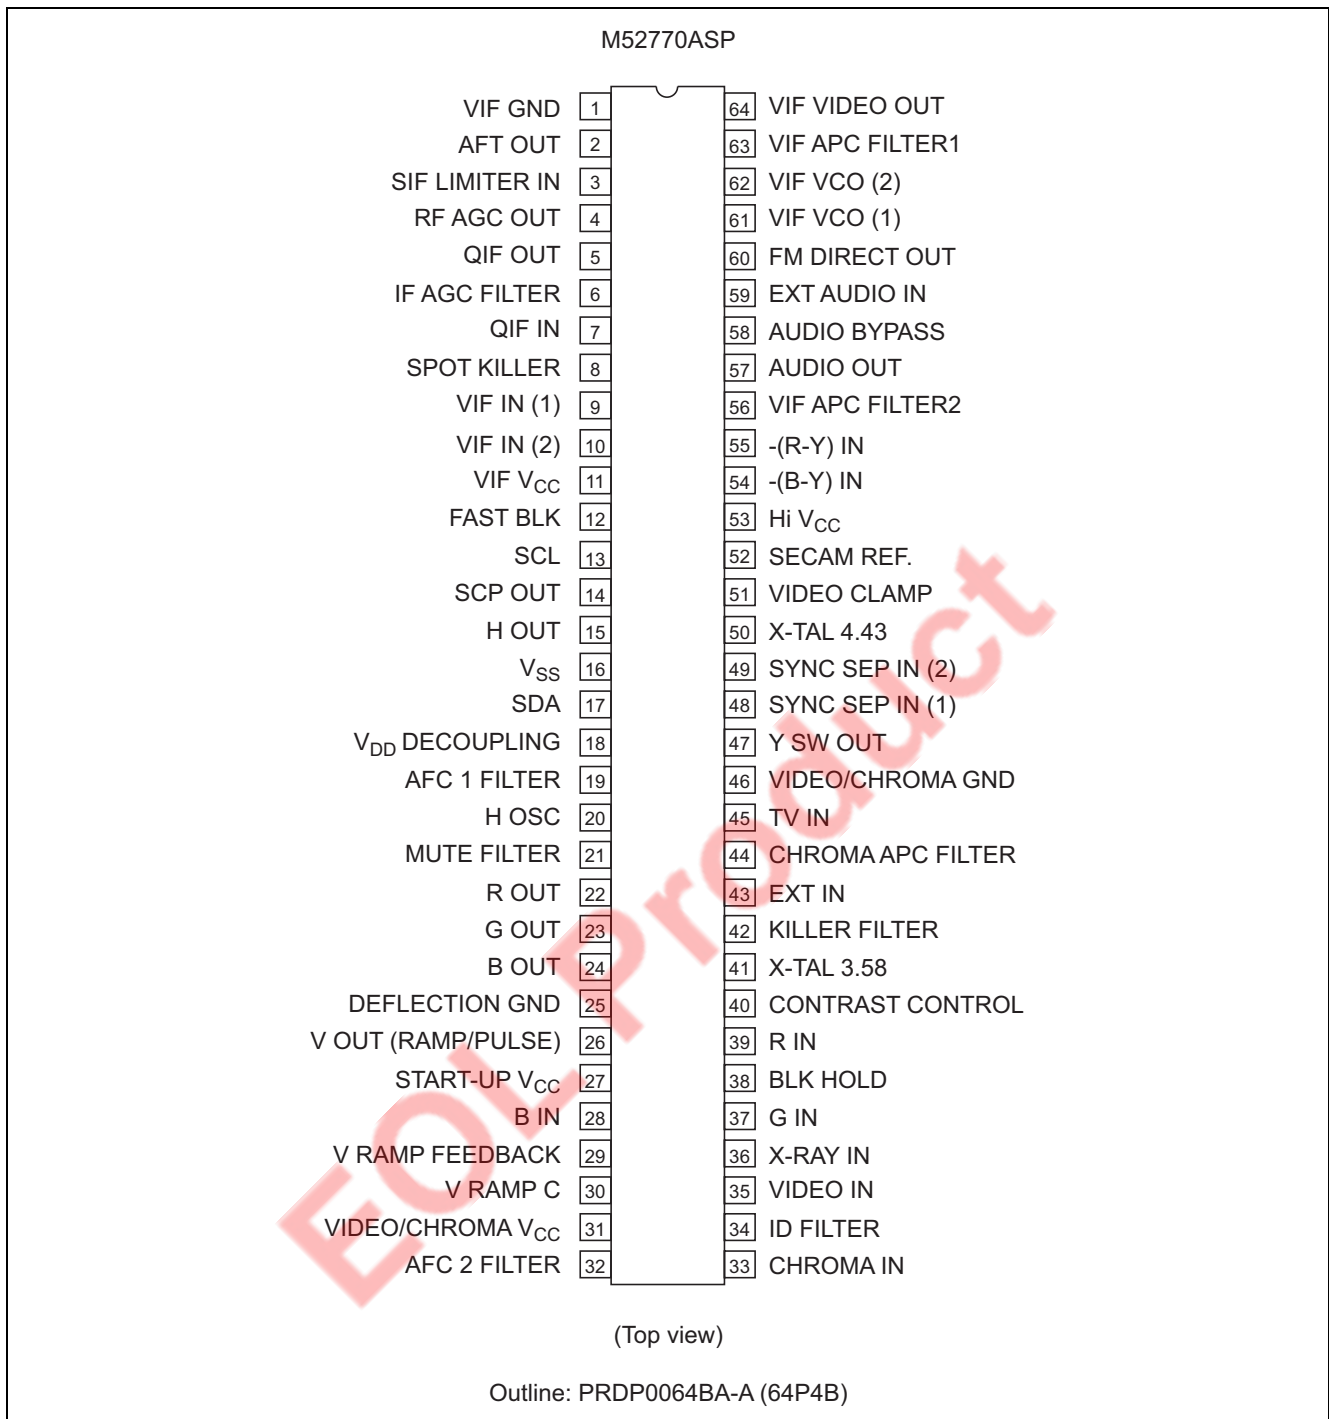 M52770ASP
VIF GND 1 64 VIF VIDEO OUT
AFT OUT 2 63 VIF APC FILTER1
SIF LIMITER IN 3 62 VIF VCO (2)
RF AGC OUT 4 61 VIF VCO (1)
QIF OUT 5 60 FM DIRECT OUT
IF AGC FILTER 6 59 EXT AUDIO IN
QIF IN 7 58 AUDIO BYPASS
SPOT KILLER 8 57 AUDIO OUT
VIF IN (1) 9 56 VIF APC FILTER2
VIF IN (2) 10 55 -(R-Y) IN
VIF VCC 11 54 -(B-Y) IN
FAST BLK 12 53 Hi VCC
SCL 13 52 SECAM REF.
SCP OUT 14 51 VIDEO CLAMP
H OUT 15 50 X-TAL 4.43
VSS 16 49 SYNC SEP IN (2)
SDA 17 48 SYNC SEP IN (1)
VDD DECOUPLING 18 47 Y SW OUT
AFC 1 FILTER 19 46 VIDEO/CHROMA GND
H OSC 20 45 TV IN
MUTE FILTER 21 44 CHROMA APC FILTER
R OUT 22 43 EXT IN
G OUT 23 42 KILLER FILTER
B OUT 24 41 X-TAL 3.58
DEFLECTION GND 25 40 CONTRAST CONTROL
V OUT (RAMP/PULSE) 26 39 R IN
START-UP VCC 27 38 BLK HOLD
B IN 28 37 G IN
V RAMP FEEDBACK 29 36 X-RAY IN
V RAMP C 30 35 VIDEO IN
VIDEO/CHROMA VCC 31 34 ID FILTER
AFC 2 FILTER 32 33 CHROMA IN
(Top view)
Outline: PRDP0064BA-A (64P4B)
EOL Product